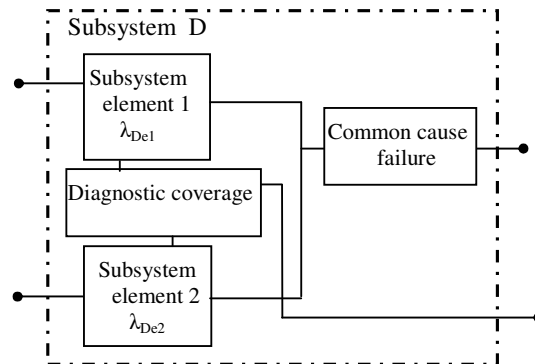 Subsystem D
Subsystem
element 1
λDe1
Common cause
failure
Diagnostic coverage
Subsystem
element 2
λDe2